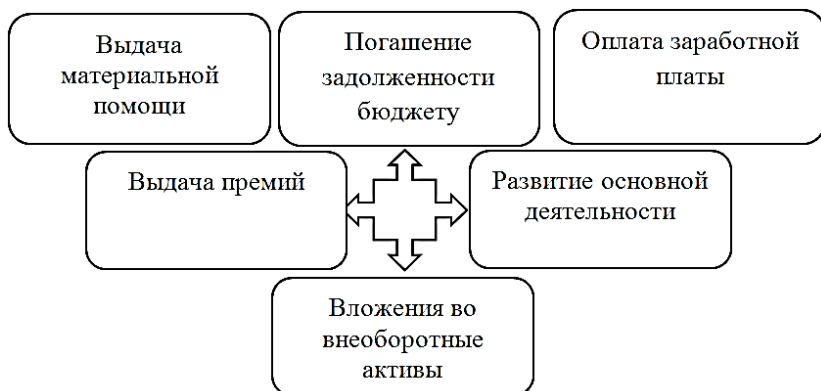 Выдача
материальной
помощи
Погашение
задолженности
бюджету
Оплата заработной
платы
Выдача премий
Развитие основной
деятельности
Вложения во
внеоборотные
активы